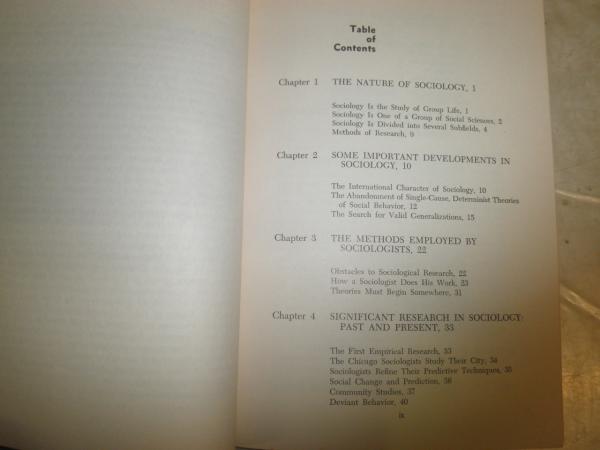 Table
of
Contents
Chapter 1 THE NATURE OF SOCIOLOGY, 1
Sociology Is the Study of Group Life, 1
Sociology Is One of a Group of Social Sciences, 2
Sociology Is Divided into Several Subfields, 4
Methods of Research, 9
Chapter 2 SOME IMPORTANT DEVELOPMENTS IN
SOCIOLOGY, 10
The International Character of Sociology, 10
The Abandonment of Single-Cause, Determinist Theories
of Social Behavior, 12
The Search for Valid Generalizations, 15
Chapter 3 THE METHODS EMPLOYED BY
SOCIOLOGISTS, 22
Obstacles to Sociological Research, 22
How a Sociologist Does His Work, 23
Theories Must Begin Somewhere, 31
Chapter 4 SIGNIFICANT RESEARCH IN SOCIOLOGY:
PAST AND PRESENT, 33
The First Empirical Research, 33
The Chicago Sociologists Study Their City, 34
Sociologists Refine Their Predictive Techniques, 35
Social Change and Prediction, 36
Community Studies, 37
Deviant Behavior, 40
ix